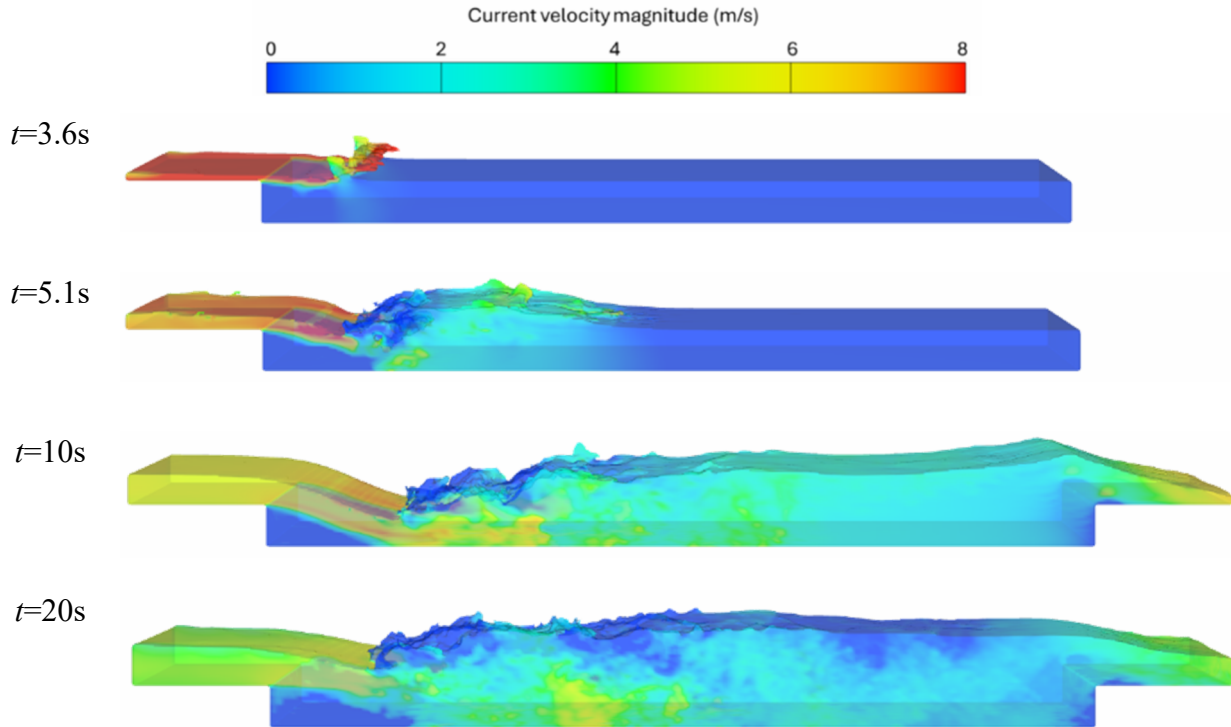 Current velocity magnitude (m/s)
0 2 4 6 8
t=3.6s
t=5.1s
t=10s
t=20s